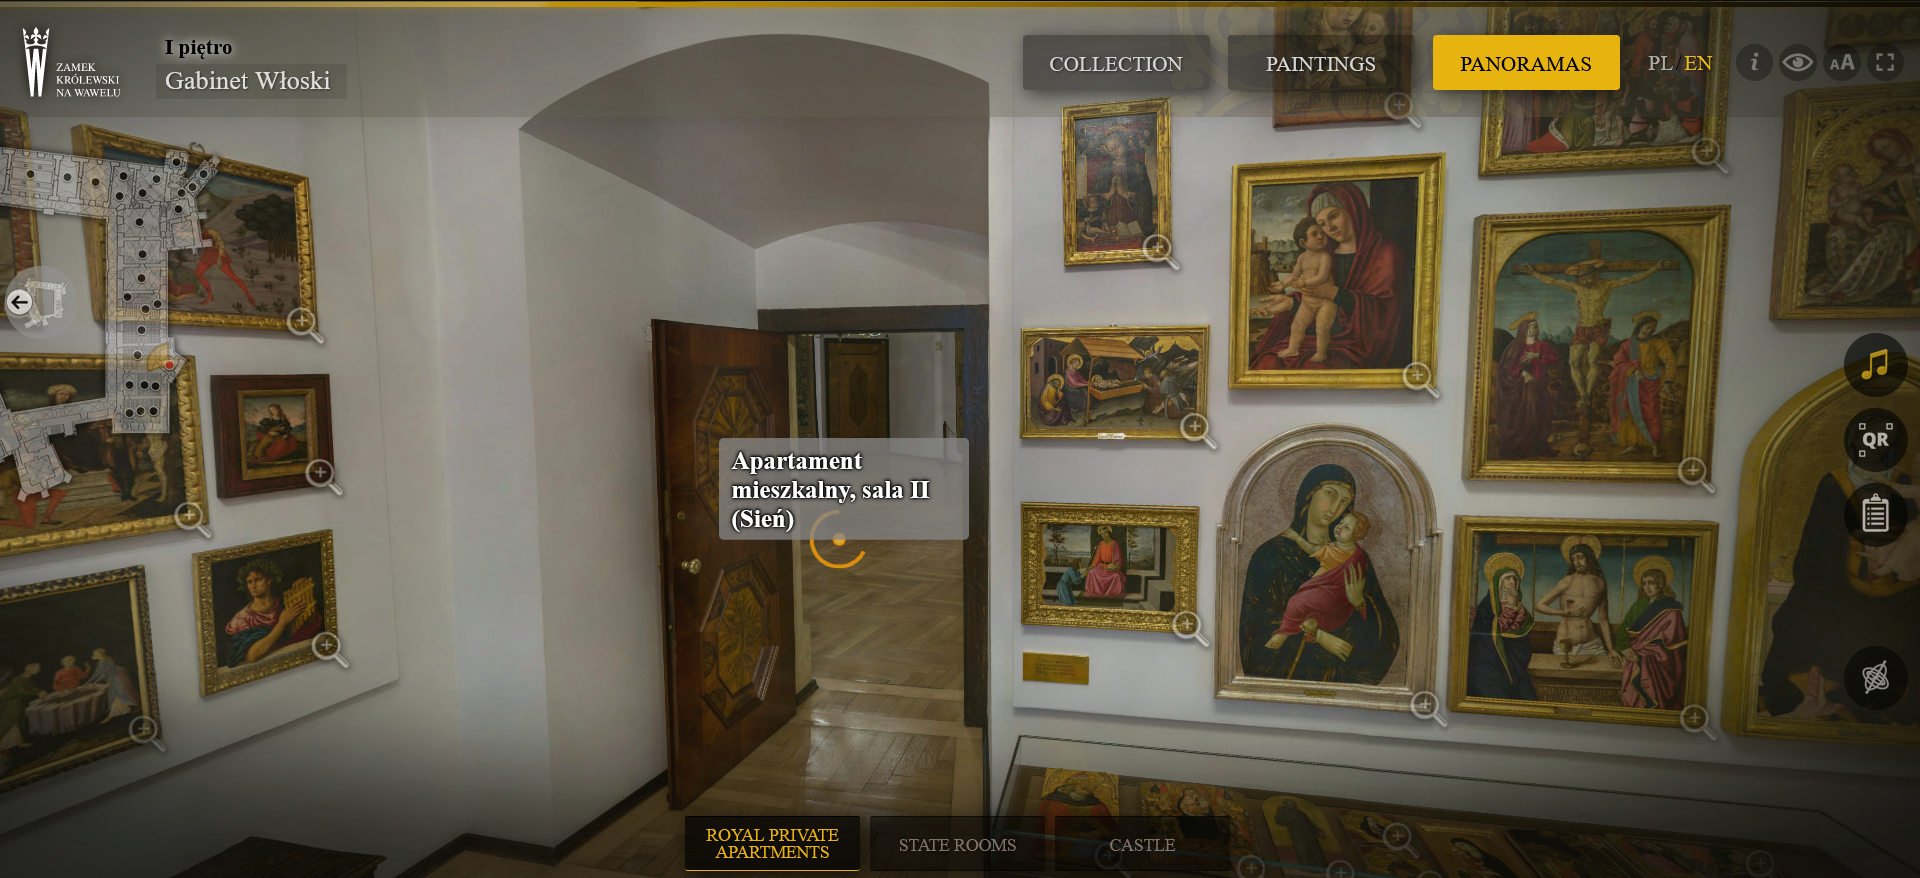 ZAMEK
KRÓLEWSKI
NA WAWELU
I piętro
Gabinet Włoski
COLLECTION
PAINTINGS
PANORAMAS
PL / EN
i
AA
Apartament
mieszkalny, sala II
(Sień)
QR
ROYAL PRIVATE
APARTMENTS
STATE ROOMS
CASTLE